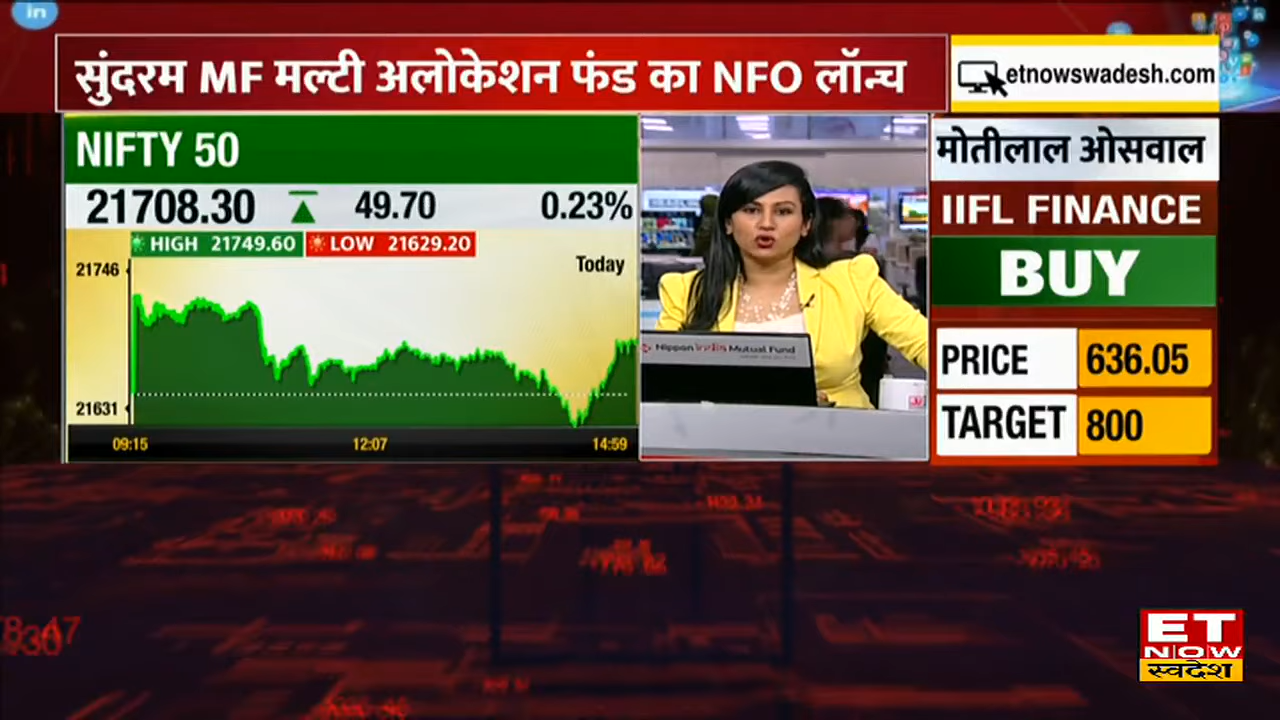 in
सुंदरम MF मल्टी अलोकेशन फंड का NFO लॉन्च
etnowswadesh.com
NIFTY 50
21708.30 49.70 0.23%
HIGH 21749.60 LOW 21629.20
Today
21746
21631
09:15 12:07 14:59
Nippon India Mutual Fund
मोतीलाल ओसवाल
IIFL FINANCE
BUY
PRICE 636.05
TARGET 800
ET
NOW
स्वदेश